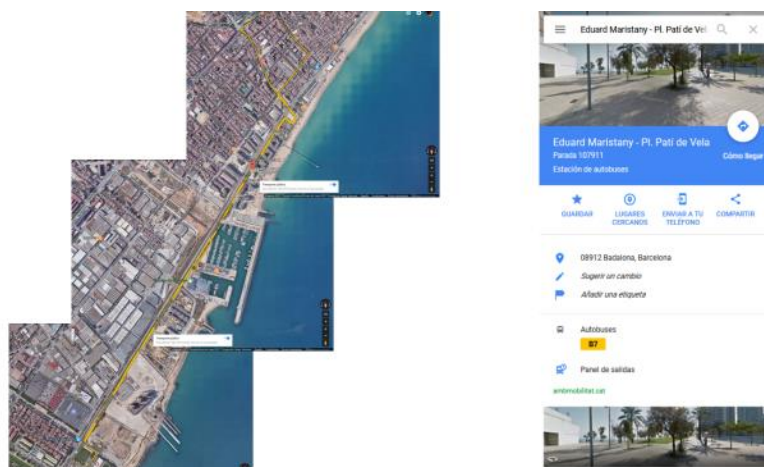 Eduard Maristany - Pl. Patí de Vel
Eduard Maristany - Pl. Patí de Vela
Parada 107911
Cómo llegar
Estación de autobuses
GUARDAR
LUGARES
CERCANOS
ENVIAR A TU
TELÉFONO
COMPARTIR
08912 Badalona, Barcelona
Sugerir un cambio
Añadir una etiqueta
Autobuses
B7
Panel de salidas
ambmobilitat.cat